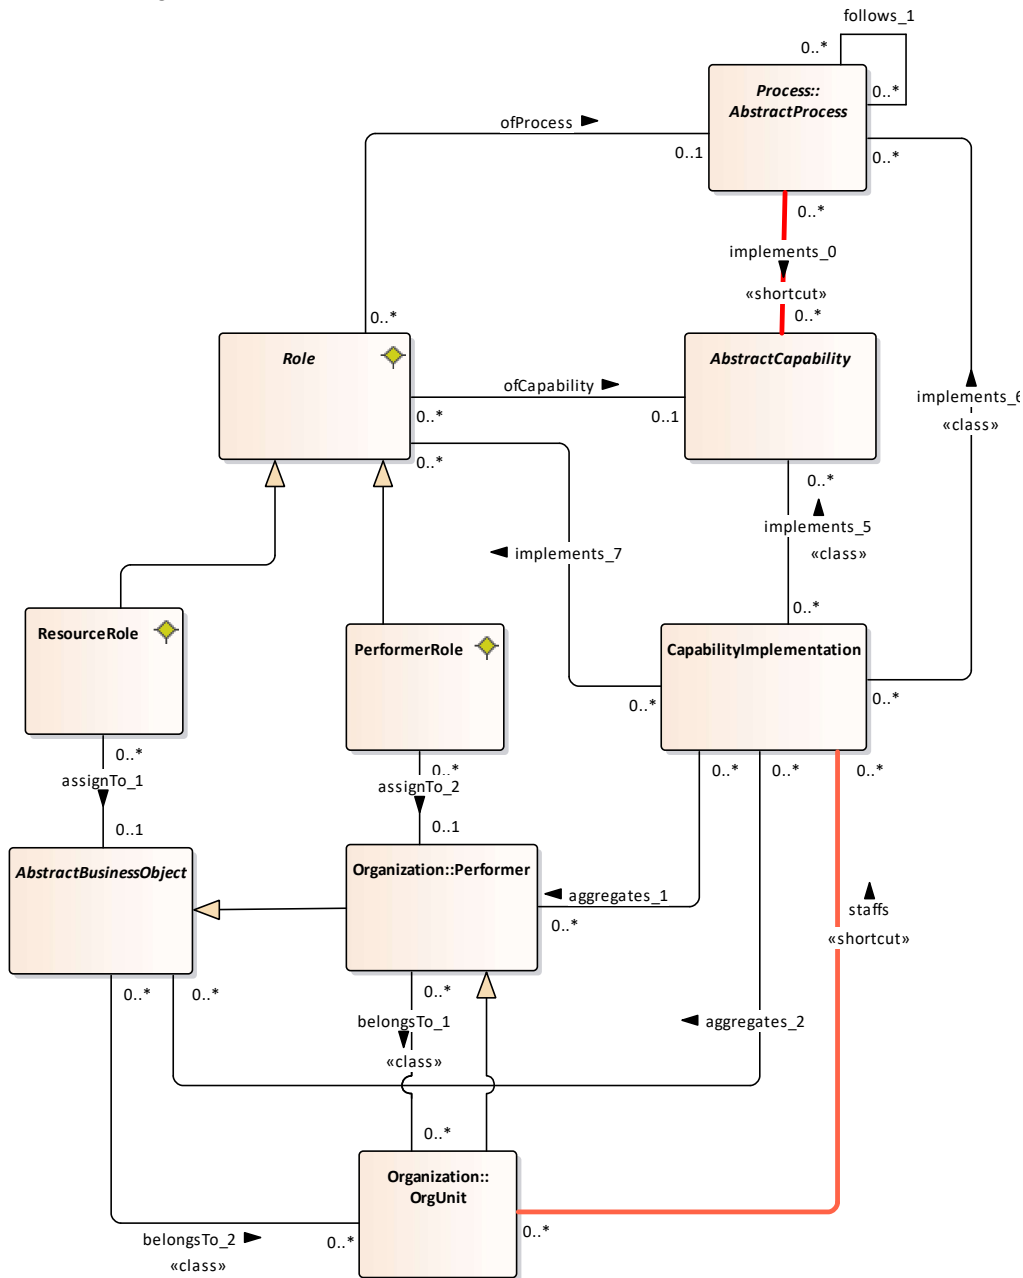 follows_1
0..*
Process::
AbstractProcess
0..*
ofProcess
0..1
0..*
0..*
implements_0
«shortcut»
0..*
0..*
Role
AbstractCapability
ofCapability
implements_6
0..*
0..1
«class»
0..*
0..*
implements_5
implements_7
«class»
0..*
ResourceRole
PerformerRole
CapabilityImplementation
0..*
0..*
0..*
0..*
0..*
0..*
0..*
assignTo_1
assignTo_2
0..1
0..1
AbstractBusinessObject
Organization::Performer
aggregates_1
staffs
0..*
«shortcut»
0..*
0..*
0..*
belongsTo_1
aggregates_2
«class»
0..*
Organization::
OrgUnit
belongsTo_2
0..*
0..*
«class»